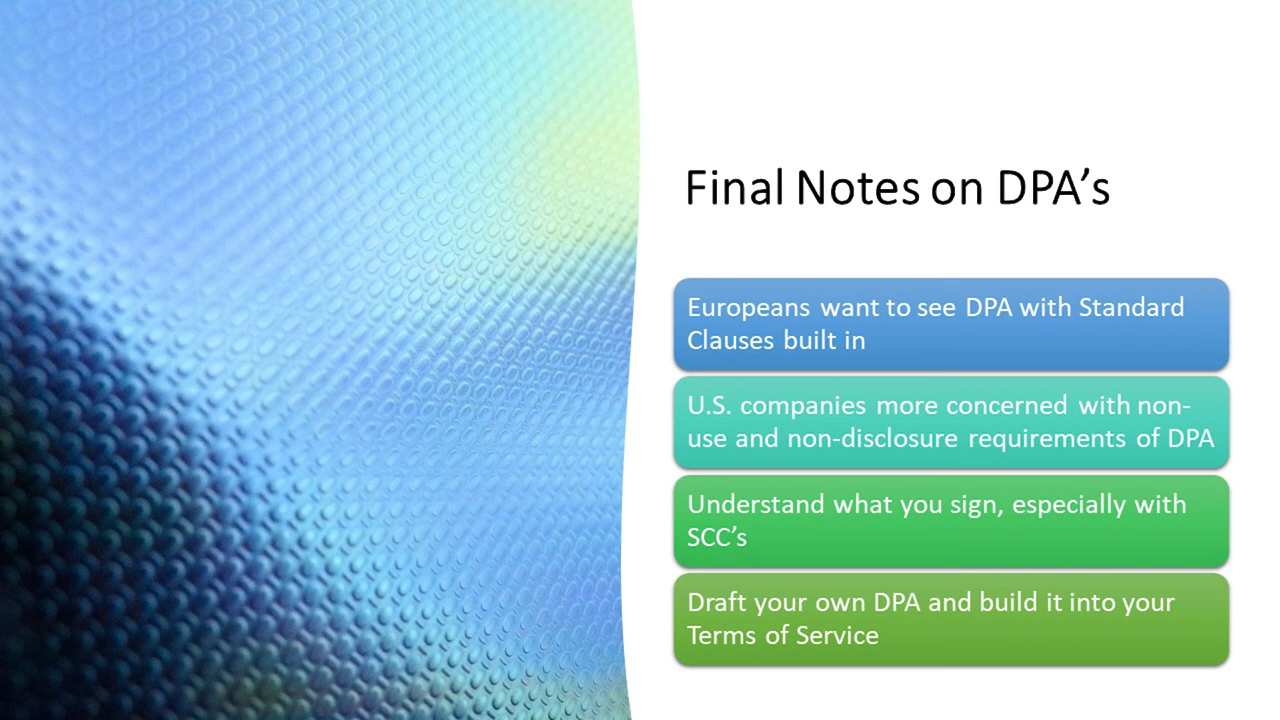 Final Notes on DPA’s
Europeans want to see DPA with Standard
Clauses built in
U.S. companies more concerned with non-
use and non-disclosure requirements of DPA
Understand what you sign, especially with
SCC’s
Draft your own DPA and build it into your
Terms of Service